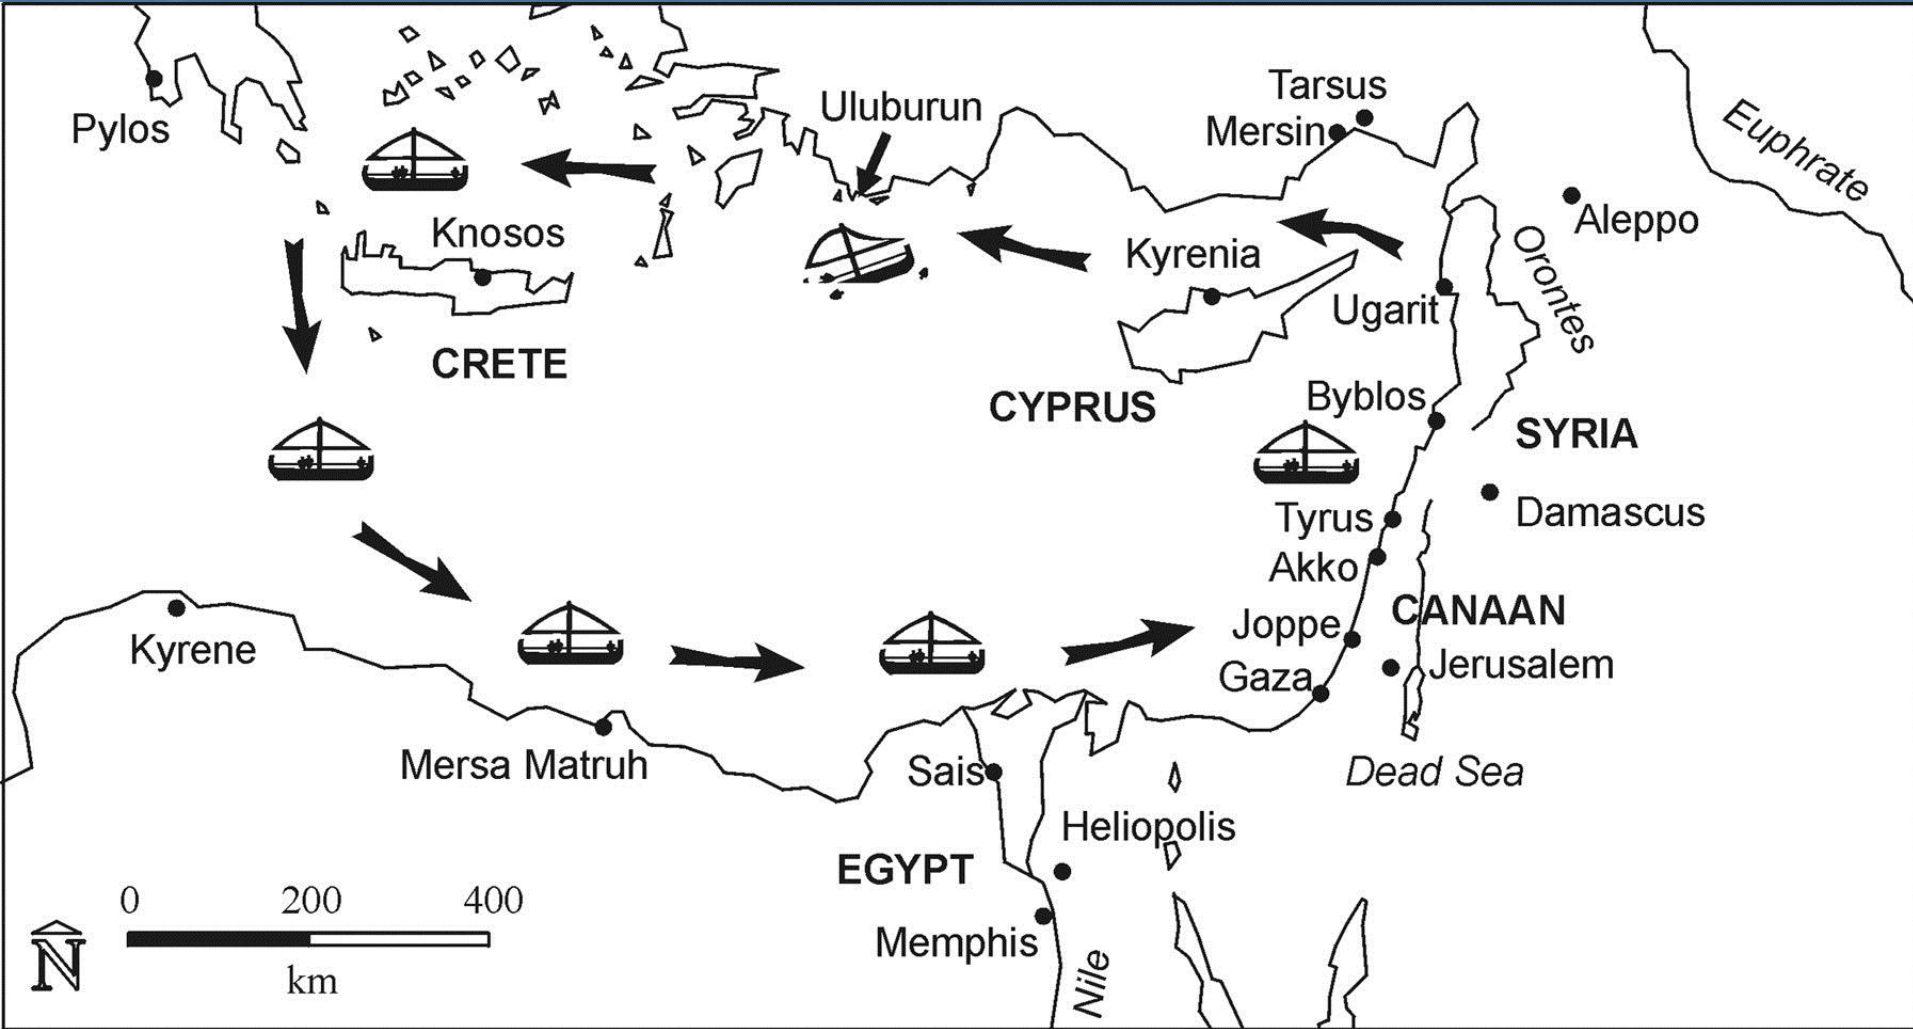 Pylos
Uluburun
Tarsus
Mersin
Euphrate
Aleppo
Knosos
Kyrenia
Orontes
Ugarit
CRETE
CYPRUS
Byblos
SYRIA
Damascus
Tyrus
Akko
CANAAN
Joppe
Jerusalem
Gaza
Kyrene
Mersa Matruh
Sais
Dead Sea
Heliopolis
EGYPT
Memphis
Nile
0 200 400
km
N